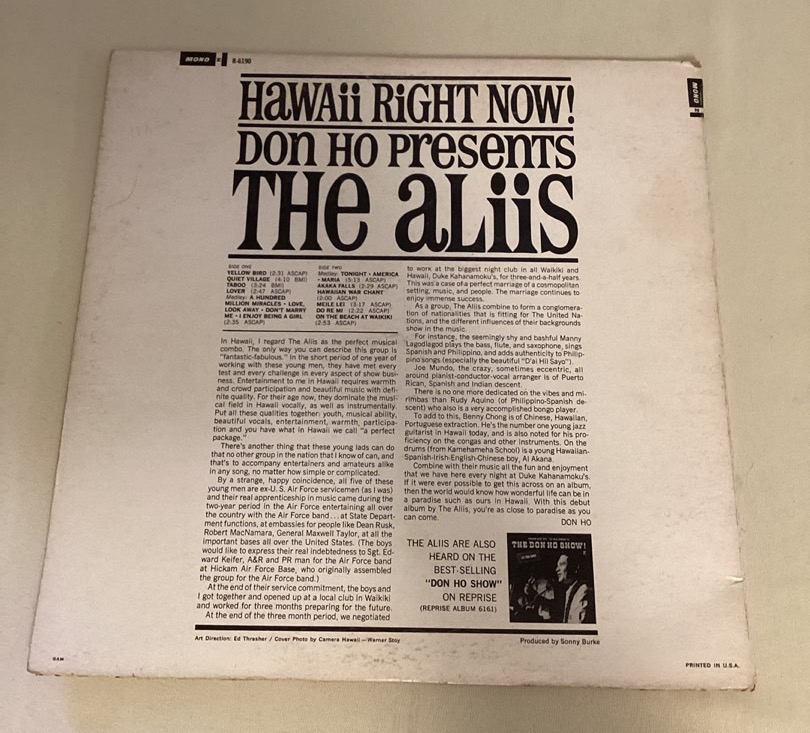 MONO
R-6190
MONO
HAWAii RiGHT NOW!
DON HO PReSeNTS
THe ALiiS
SIDE ONE
YELLOW BIRD (2:31 ASCAP)
QUIET VILLAGE (4:10 BMI)
TABOO (3:24 BMI)
LOVER (2:47 ASCAP)
Medley: A HUNDRED
MILLION MIRACLES • LOVE,
LOOK AWAY • DON'T MARRY
ME • I ENJOY BEING A GIRL
(2:35 ASCAP)
SIDE TWO
Medley: TONIGHT • AMERICA
• MARIA (5:13 ASCAP)
AKAKA FALLS (2:29 ASCAP)
HAWAIIAN WAR CHANT
(2:00 ASCAP)
MEILE LEI (3:17 ASCAP)
DO RE MI (2:22 ASCAP)
ON THE BEACH AT WAIKIKI
(2:53 ASCAP)
In Hawaii, I regard The Aliis as the perfect musical
combo. The only way you can describe this group is
"fantastic-fabulous." In the short period of one year of
working with these young men, they have met every
test and every challenge in every aspect of show busi-
ness. Entertainment to me in Hawaii requires warmth
and crowd participation and beautiful music with defi-
nite quality. For their age now, they dominate the musi-
cal field in Hawaii vocally, as well as instrumentally.
Put all these qualities together: youth, musical ability,
beautiful vocals, entertainment, warmth, participa-
tion and you have what in Hawaii we call "a perfect
package."
There's another thing that these young lads can do
that no other group in the nation that I know of can, and
that's to accompany entertainers and amateurs alike
in any song, no matter how simple or complicated.
By a strange, happy coincidence, all five of these
young men are ex-U. S. Air Force servicemen (as I was)
and their real apprenticeship in music came during the
two-year period in the Air Force entertaining all over
the country with the Air Force band...at State Depart-
ment functions, at embassies for people like Dean Rusk,
Robert MacNamara, General Maxwell Taylor, at all the
important bases all over the United States. (The boys
would like to express their real indebtedness to Sgt. Ed-
ward Keifer, A&R and PR man for the Air Force band
at Hickam Air Force Base, who originally assembled
the group for the Air Force band.)
At the end of their service commitment, the boys and
I got together and opened up at a local club in Waikiki
and worked for three months preparing for the future.
At the end of the three month period, we negotiated
to work at the biggest night club in all Waikiki and
Hawaii, Duke Kahanamoku's, for three-and-a-half years.
This was a case of a perfect marriage of a cosmopolitan
setting, music, and people. The marriage continues to
enjoy immense success.
As a group, The Aliis combine to form a conglomera-
tion of nationalities that is fitting for The United Na-
tions, and the different influences of their backgrounds
show in the music.
For instance, the seemingly shy and bashful Manny
Lagodlagod plays the bass, flute, and saxophone, sings
Spanish and Philippino, and adds authenticity to Philip-
pino songs (especially the beautiful "D'ai Hil Sayo").
Joe Mundo, the crazy, sometimes eccentric, all
around pianist-conductor-vocal arranger is of Puerto
Rican, Spanish and Indian descent.
There is no one more dedicated on the vibes and mi-
rimbas than Rudy Aquino (of Philippino-Spanish de-
scent) who also is a very accomplished bongo player.
To add to this, Benny Chong is of Chinese, Hawaiian,
Portuguese extraction. He's the number one young jazz
guitarist in Hawaii today, and is also noted for his pro-
ficiency on the congas and other instruments. On the
drums (from Kamehameha School) is a young Hawaiian-
Spanish-Irish-English-Chinese boy, Al Akana.
Combine with their music all the fun and enjoyment
that we have here every night at Duke Kahanamoku's.
If it were ever possible to get this across on an album,
then the world would know how wonderful life can be in
a paradise such as ours in Hawaii. With this debut
album by The Aliis, you're as close to paradise as you
can come.
DON HO
THE ALIIS ARE ALSO
HEARD ON THE
BEST-SELLING
"DON HO SHOW"
ON REPRISE
(REPRISE ALBUM 6161)
THE DON HO SHOW!
Art Direction: Ed Thrasher / Cover Photo by Camera Hawaii—Werner Stoy
Produced by Sonny Burke
PRINTED IN U.S.A.